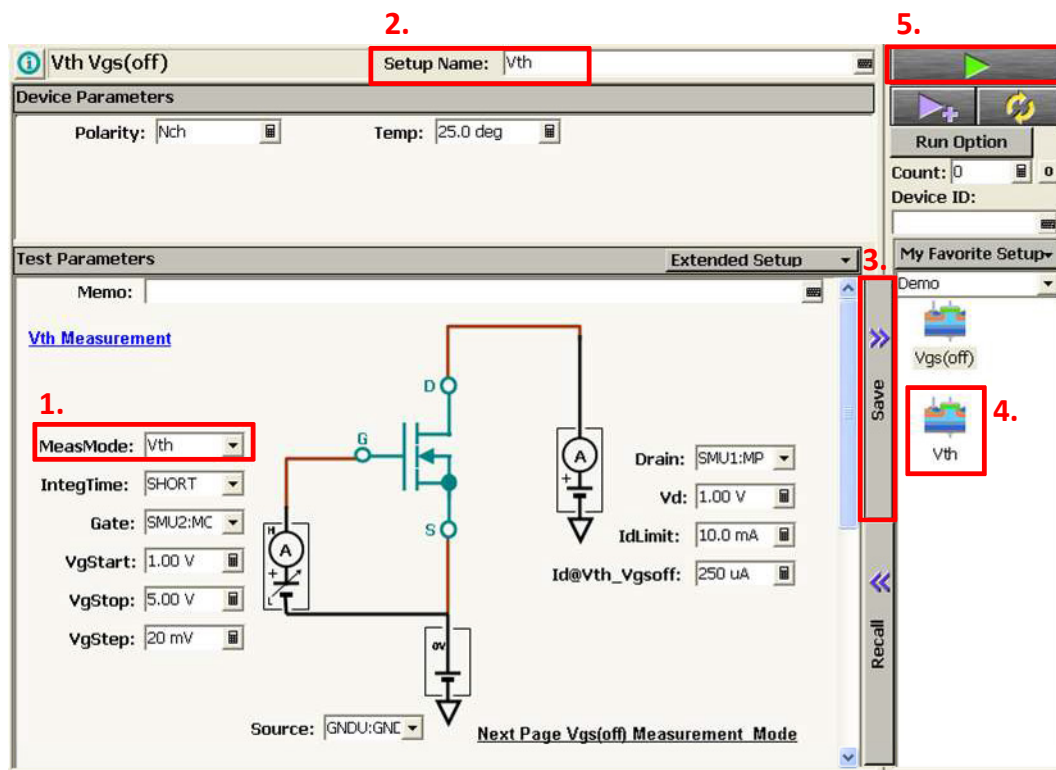 2.
5.
Vth Vgs(off)
Setup Name: Vth
Device Parameters
Polarity: Nch
Temp: 25.0 deg
Run Option
Count: 0
0
Device ID:
Test Parameters
Extended Setup
3.
My Favorite Setup
Memo:
Demo
Vth Measurement
Vgs(off)
Save
1.
4.
Vth
MeasMode: Vth
D
G
A
Drain: SMU1:MP
IntegTime: SHORT
Vd: 1.00 V
Gate: SMU2:MC
S
H
A
IdLimit: 10.0 mA
VgStart: 1.00 V
Id@Vth_Vgsoff: 250 uA
VgStop: 5.00 V
L
VgStep: 20 mV
0V
Recall
Source: GNDU:GNE
Next Page Vgs(off) Measurement Mode